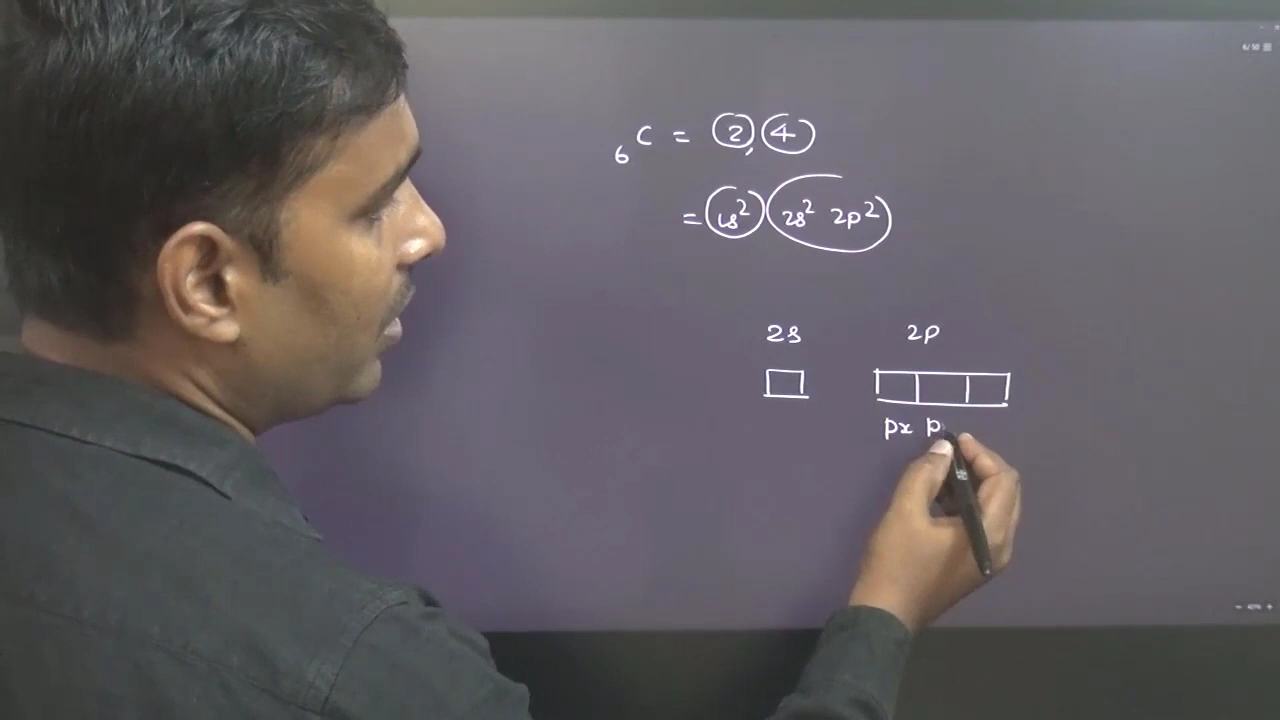 ₆C = 2, 4
= 1s² 2s² 2p²
2s 2p
px p